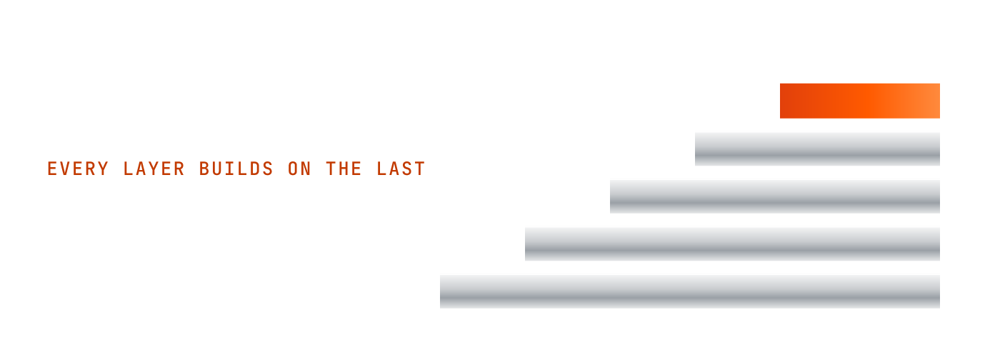 EVERY LAYER BUILDS ON THE LAST